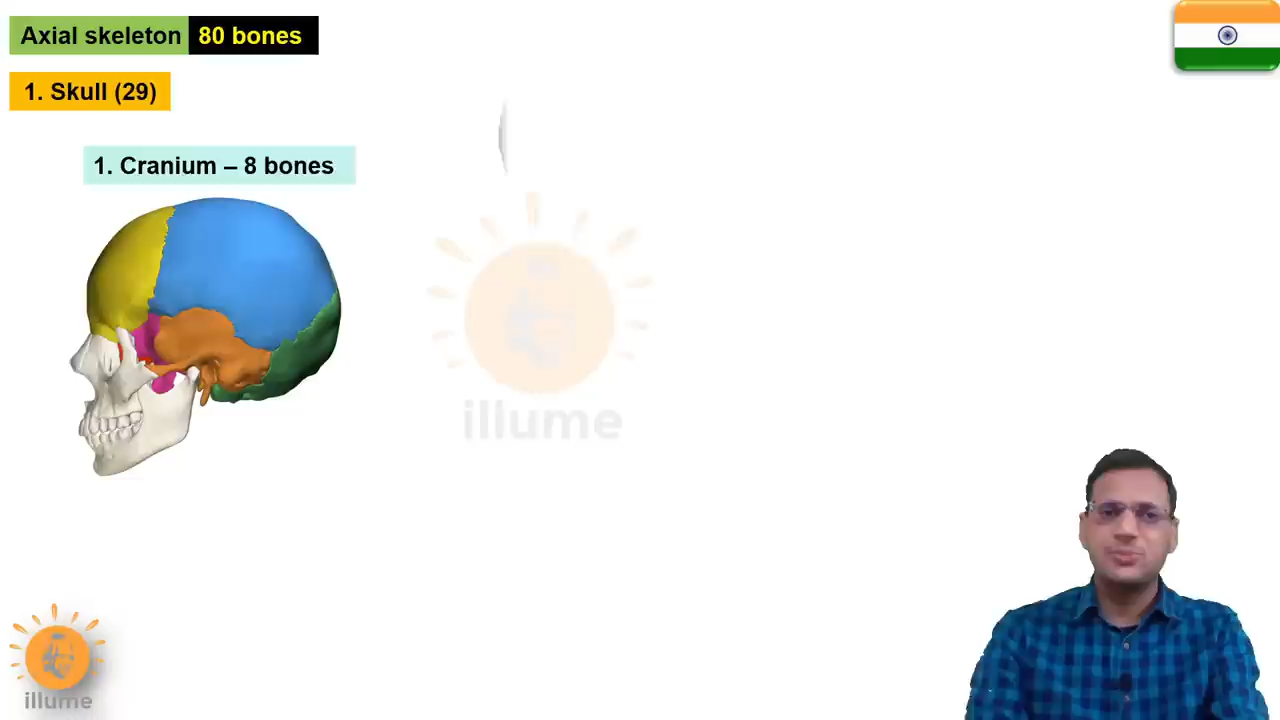 Axial skeleton 80 bones
1. Skull (29)
1. Cranium – 8 bones
illume
illume